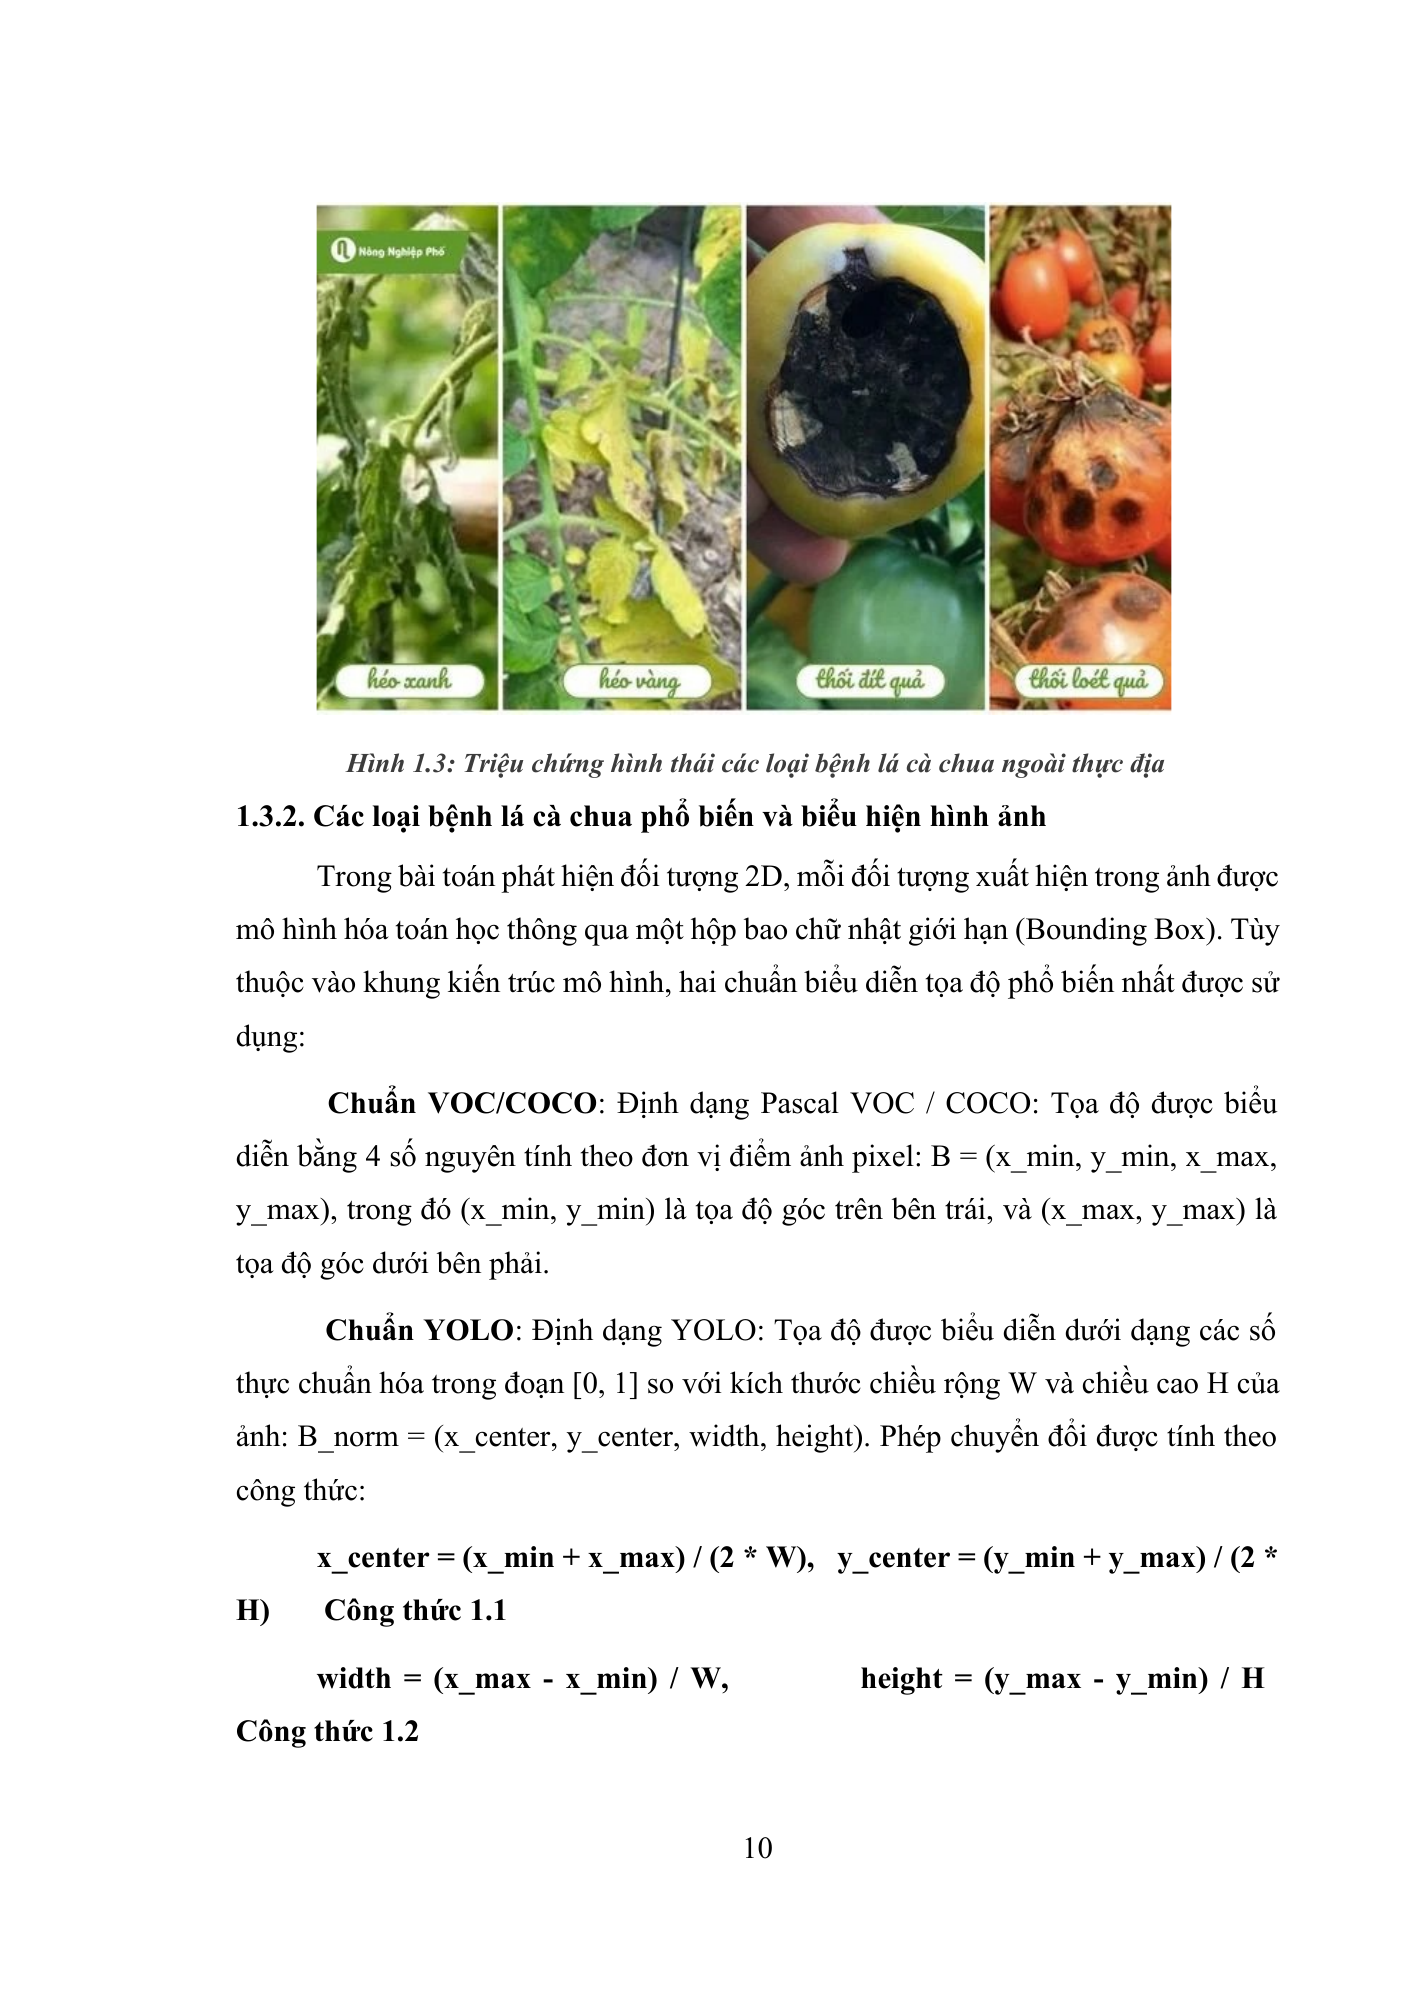 Nông Nghiệp Phố
héo xanh
héo vàng
thối đít quả
thối loét quả
Hình 1.3: Triệu chứng hình thái các loại bệnh lá cà chua ngoài thực địa
1.3.2. Các loại bệnh lá cà chua phổ biến và biểu hiện hình ảnh
Trong bài toán phát hiện đối tượng 2D, mỗi đối tượng xuất hiện trong ảnh được
mô hình hóa toán học thông qua một hộp bao chữ nhật giới hạn (Bounding Box). Tùy
thuộc vào khung kiến trúc mô hình, hai chuẩn biểu diễn tọa độ phổ biến nhất được sử
dụng:
Chuẩn VOC/COCO: Định dạng Pascal VOC / COCO: Tọa độ được biểu
diễn bằng 4 số nguyên tính theo đơn vị điểm ảnh pixel: B = (x_min, y_min, x_max,
y_max), trong đó (x_min, y_min) là tọa độ góc trên bên trái, và (x_max, y_max) là
tọa độ góc dưới bên phải.
Chuẩn YOLO: Định dạng YOLO: Tọa độ được biểu diễn dưới dạng các số
thực chuẩn hóa trong đoạn [0, 1] so với kích thước chiều rộng W và chiều cao H của
ảnh: B_norm = (x_center, y_center, width, height). Phép chuyển đổi được tính theo
công thức:
x_center = (x_min + x_max) / (2 * W), y_center = (y_min + y_max) / (2 *
H) Công thức 1.1
width = (x_max - x_min) / W, height = (y_max - y_min) / H
Công thức 1.2
10